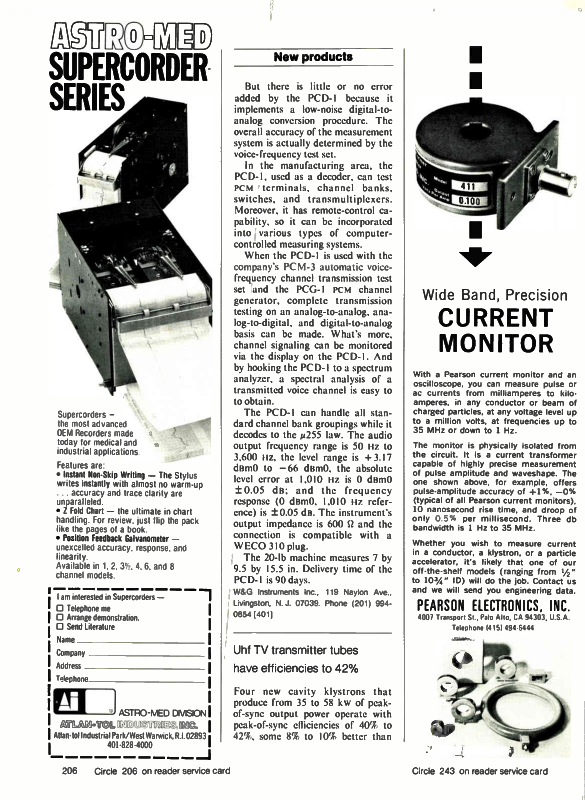 ASTRO-MED
SUPERCORDER
SERIES
Supercorders –
the most advanced
OEM Recorders made
today for medical and
industrial applications.
Features are:
• Instant Non-Skip Writing — The Stylus
writes instantly with almost no warm-up
. . . accuracy and trace clarity are
unparalleled.
• Z Fold Chart — the ultimate in chart
handling. For review, just flip the pack
like the pages of a book.
• Position Feedback Galvanometer —
unexcelled accuracy, response, and
linearity.
Available in 1, 2, 3½, 4, 6, and 8
channel models.
I am interested in Supercorders —
☐ Telephone me
☐ Arrange demonstration.
☐ Send Literature
Name
Company
Address
Telephone
ASTRO-MED DIVISION
ATLAN-TOL INDUSTRIES, INC.
Atlan-tol Industrial Park/West Warwick, R.I. 02893
401-828-4000
206 Circle 206 on reader service card
New products
But there is little or no error
added by the PCD-1 because it
implements a low-noise digital-to-
analog conversion procedure. The
overall accuracy of the measurement
system is actually determined by the
voice-frequency test set.
In the manufacturing area, the
PCD-1, used as a decoder, can test
PCM terminals, channel banks,
switches, and transmultiplexers.
Moreover, it has remote-control ca-
pability, so it can be incorporated
into various types of computer-
controlled measuring systems.
When the PCD-1 is used with the
company's PCM-3 automatic voice-
frequency channel transmission test
set and the PCG-1 PCM channel
generator, complete transmission
testing on an analog-to-analog, ana-
log-to-digital, and digital-to-analog
basis can be made. What's more,
channel signaling can be monitored
via the display on the PCD-1. And
by hooking the PCD-1 to a spectrum
analyzer, a spectral analysis of a
transmitted voice channel is easy to
to obtain.
The PCD-1 can handle all stan-
dard channel bank groupings while it
decodes to the μ255 law. The audio
output frequency range is 50 Hz to
3,600 Hz, the level range is +3.17
dBm0 to −66 dBm0, the absolute
level error at 1,010 Hz is 0 dBm0
±0.05 dB; and the frequency
response (0 dBm0, 1,010 Hz refer-
ence) is ±0.05 dB. The instrument's
output impedance is 600 Ω and the
connection is compatible with a
WECO 310 plug.
The 20-lb machine measures 7 by
9.5 by 15.5 in. Delivery time of the
PCD-1 is 90 days.
W&G Instruments Inc., 119 Naylon Ave.,
Livingston, N. J. 07039. Phone (201) 994-
0854 [401]
Uhf TV transmitter tubes
have efficiencies to 42%
Four new cavity klystrons that
produce from 35 to 58 kw of peak-
of-sync output power operate with
peak-of-sync efficiencies of 40% to
42%, some 8% to 10% better than
411
0.100
Wide Band, Precision
CURRENT
MONITOR
With a Pearson current monitor and an
oscilloscope, you can measure pulse or
ac currents from milliamperes to kilo-
amperes, in any conductor or beam of
charged particles, at any voltage level up
to a million volts, at frequencies up to
35 MHz or down to 1 Hz.
The monitor is physically isolated from
the circuit. It is a current transformer
capable of highly precise measurement
of pulse amplitude and waveshape. The
one shown above, for example, offers
pulse-amplitude accuracy of +1%, −0%
(typical of all Pearson current monitors),
10 nanosecond rise time, and droop of
only 0.5% per millisecond. Three db
bandwidth is 1 Hz to 35 MHz.
Whether you wish to measure current
in a conductor, a klystron, or a particle
accelerator, it's likely that one of our
off-the-shelf models (ranging from ½"
to 10¾" ID) will do the job. Contact us
and we will send you engineering data.
PEARSON ELECTRONICS, INC.
4007 Transport St., Palo Alto, CA 94303, U.S.A.
Telephone (415) 494-6444
Circle 243 on reader service card